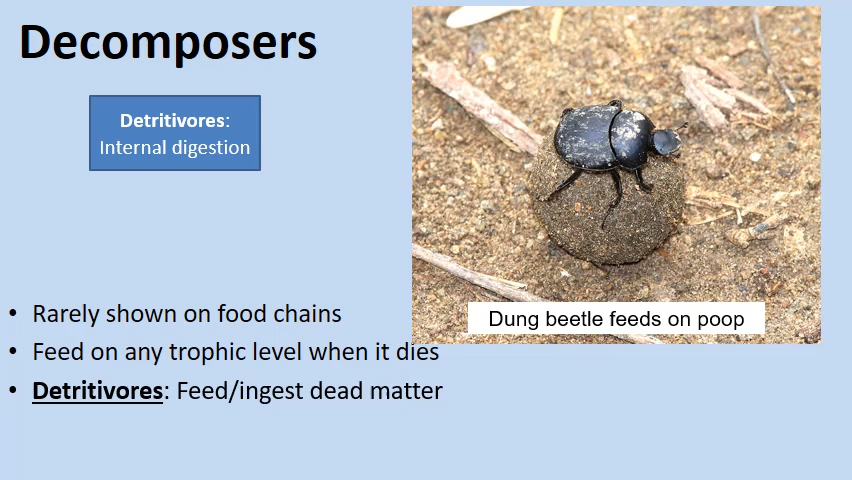 Decomposers
Detritivores:
Internal digestion
Dung beetle feeds on poop
• Rarely shown on food chains
• Feed on any trophic level when it dies
• Detritivores: Feed/ingest dead matter